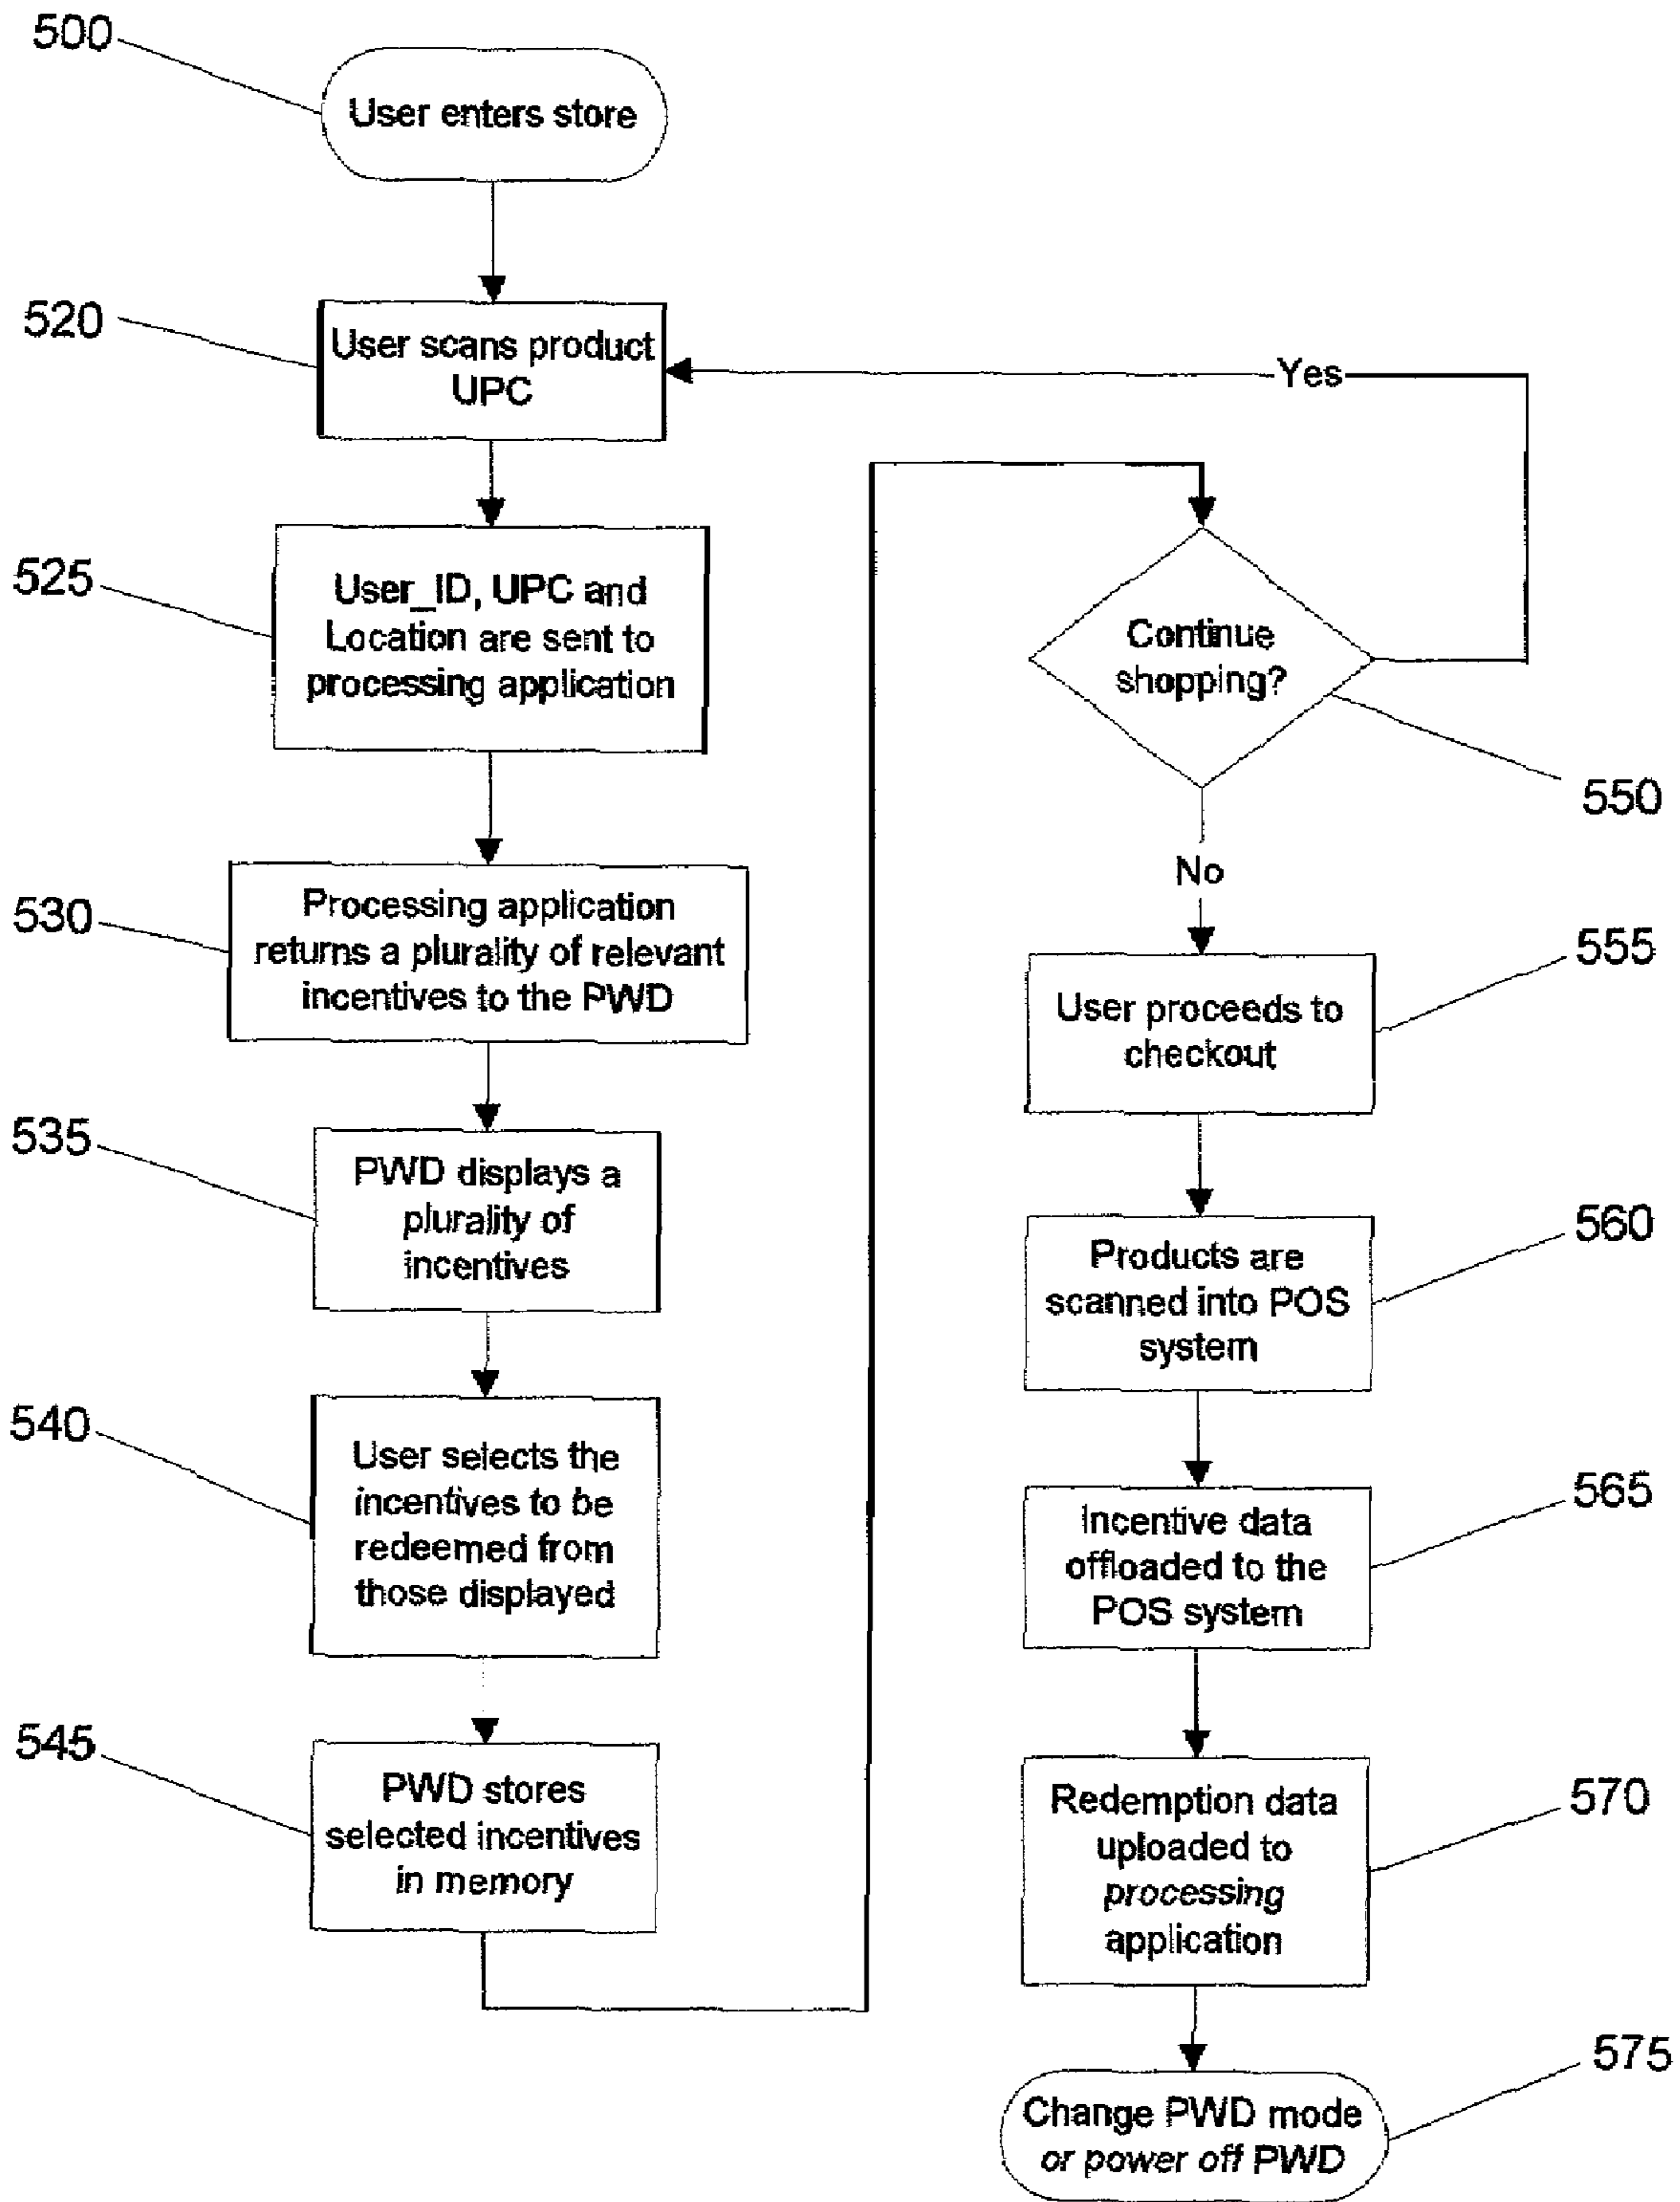 500
User enters store
520
User scans product
UPC
525
User_ID, UPC and
Location are sent to
processing application
530
Processing application
returns a plurality of relevant
incentives to the PWD
535
PWD displays a
plurality of
incentives
540
User selects the
incentives to be
redeemed from
those displayed
545
PWD stores
selected incentives
in memory
Yes
Continue
shopping?
550
No
555
User proceeds to
checkout
560
Products are
scanned into POS
system
565
Incentive data
offloaded to the
POS system
570
Redemption data
uploaded to
processing
application
575
Change PWD mode
or power off PWD